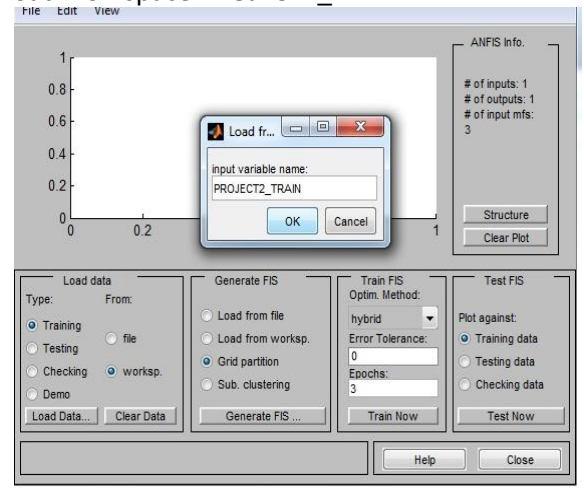 File Edit View
ANFIS Info.
# of inputs: 1
# of outputs: 1
# of input mfs:
3
Structure
Clear Plot
1
0.8
0.6
0.4
0.2
0
0 0.2 1
Load fr...
input variable name:
PROJECT2_TRAIN
OK Cancel
Load data
Type: From:
Training
Testing
Checking
Demo
file
worksp.
Load Data... Clear Data
Generate FIS
Load from file
Load from worksp.
Grid partition
Sub. clustering
Generate FIS ...
Train FIS
Optim. Method:
hybrid
Error Tolerance:
0
Epochs:
3
Train Now
Test FIS
Plot against:
Training data
Testing data
Checking data
Test Now
Help Close